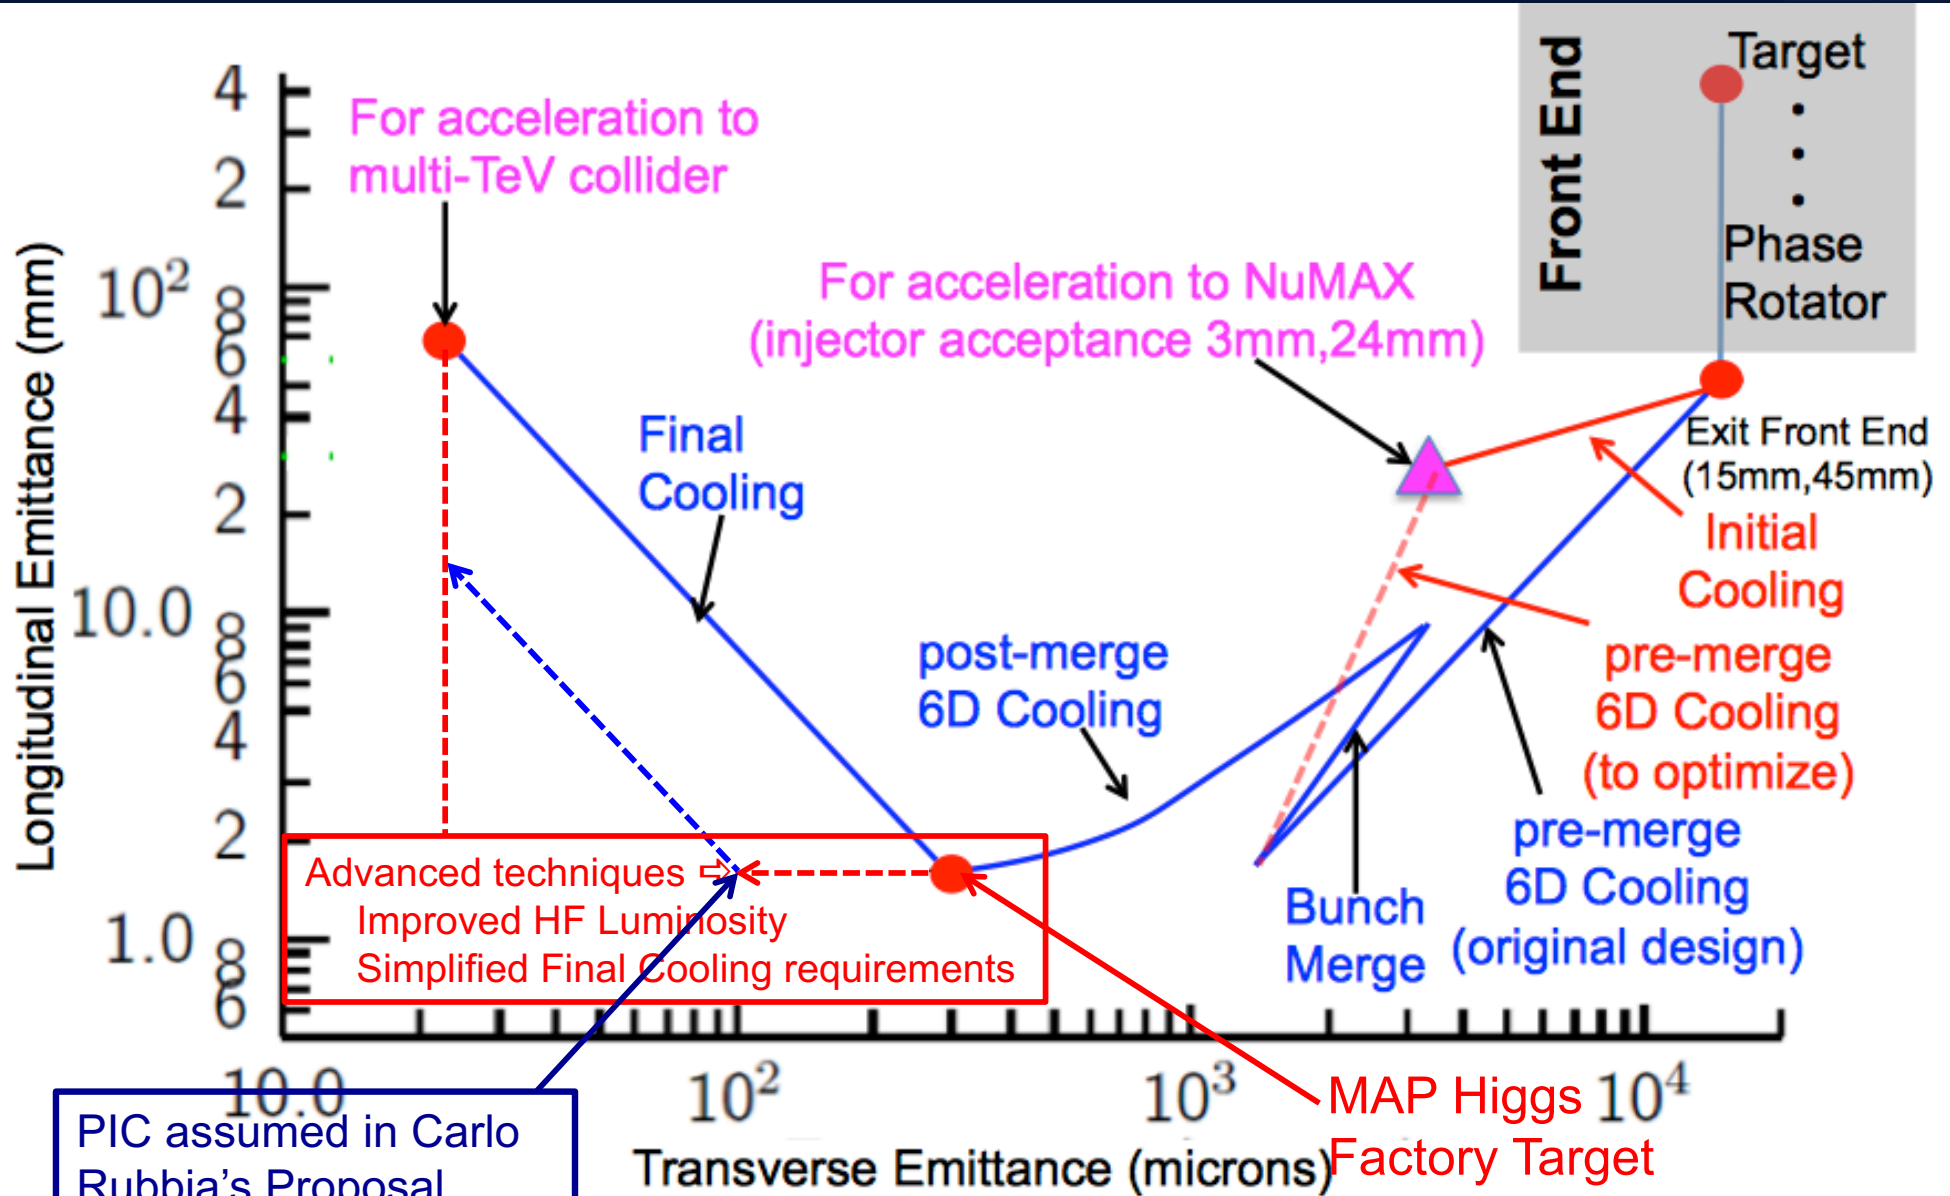 Front End
Target
Phase
Rotator
4
2
10²
8
6
4
2
10.0
8
6
4
2
1.0
8
6
Longitudinal Emittance (mm)
For acceleration to
multi-TeV collider
For acceleration to NuMAX
(injector acceptance 3mm,24mm)
Exit Front End
(15mm,45mm)
Final
Cooling
Initial
Cooling
post-merge
6D Cooling
pre-merge
6D Cooling
(to optimize)
pre-merge
6D Cooling
(original design)
Bunch
Merge
Advanced techniques ⇨
Improved HF Luminosity
Simplified Final Cooling requirements
10.0
10²
10³
10⁴
MAP Higgs
Factory Target
Transverse Emittance (microns)
PIC assumed in Carlo
Rubbia's Proposal